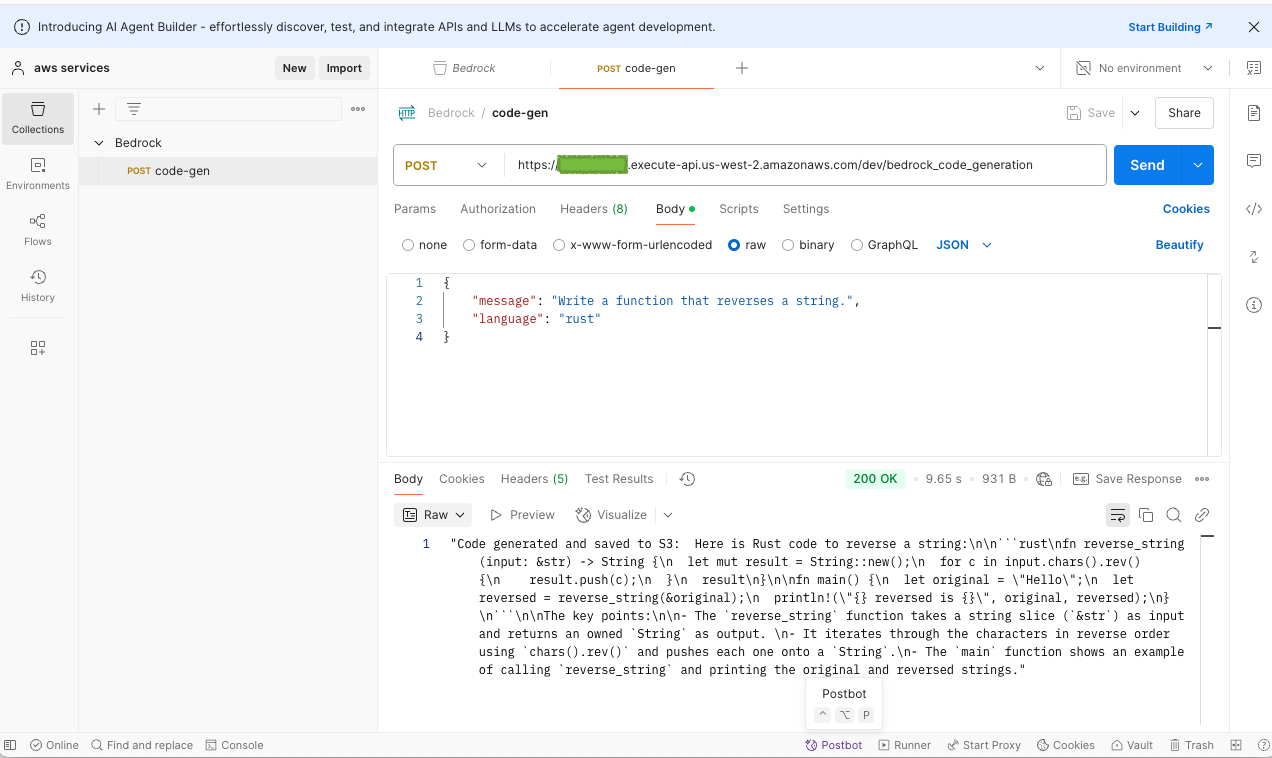 Introducing AI Agent Builder - effortlessly discover, test, and integrate APIs and LLMs to accelerate agent development.
Start Building ↗
aws services
New
Import
Bedrock
POST code-gen
No environment
Collections
Environments
Flows
History
Bedrock
POST code-gen
HTTP
Bedrock / code-gen
Save
Share
POST
https:/
.execute-api.us-west-2.amazonaws.com/dev/bedrock_code_generation
Send
Params
Authorization
Headers (8)
Body
Scripts
Settings
Cookies
none
form-data
x-www-form-urlencoded
raw
binary
GraphQL
JSON
Beautify
1 {
2 "message": "Write a function that reverses a string.",
3 "language": "rust"
4 }
Body
Cookies
Headers (5)
Test Results
200 OK
9.65 s
931 B
e.g.
Save Response
Raw
Preview
Visualize
1 "Code generated and saved to S3:  Here is Rust code to reverse a string:\n\n```rust\nfn reverse_string
(input: &str) -> String {\n  let mut result = String::new();\n  for c in input.chars().rev()
{\n    result.push(c);\n  }\n  result\n}\n\nfn main() {\n  let original = \"Hello\";\n  let
reversed = reverse_string(&original);\n  println!(\"{} reversed is {}\", original, reversed);\n}
\n```\n\nThe key points:\n\n- The `reverse_string` function takes a string slice (`&str`) as input
and returns an owned `String` as output. \n- It iterates through the characters in reverse order
using `chars().rev()` and pushes each one onto a `String`.\n- The `main` function shows an example
of calling `reverse_string` and printing the original and reversed strings."
Postbot
^ ⌥ P
Online
Find and replace
Console
Postbot
Runner
Start Proxy
Cookies
Vault
Trash